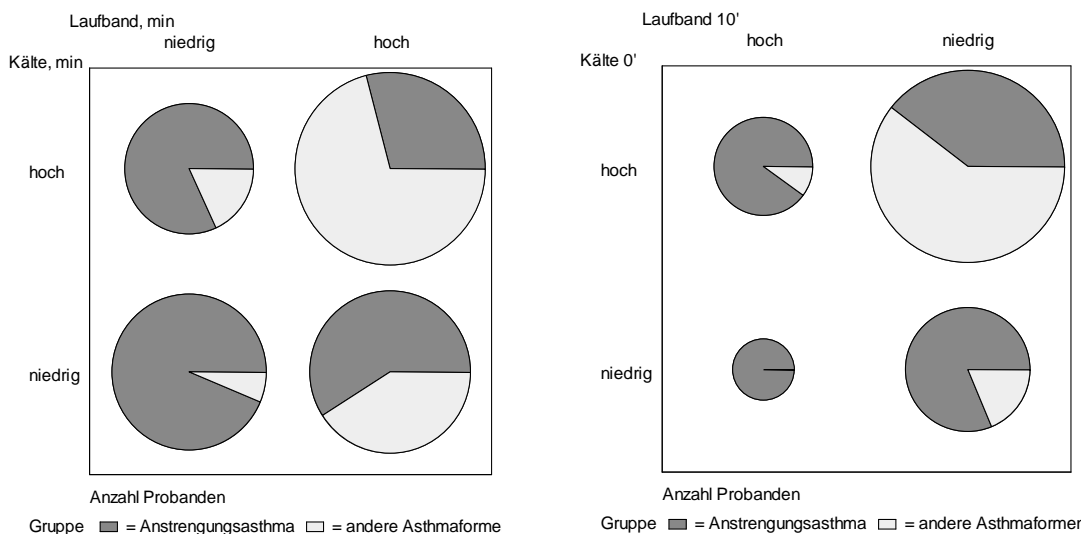 Laufband, min
niedrig hoch
Kälte, min
hoch
niedrig
Anzahl Probanden
Gruppe = Anstrengungsasthma = andere Asthmaforme
Laufband 10'
hoch niedrig
Kälte 0'
hoch
niedrig
Anzahl Probanden
Gruppe = Anstrengungsasthma = andere Asthmaformen